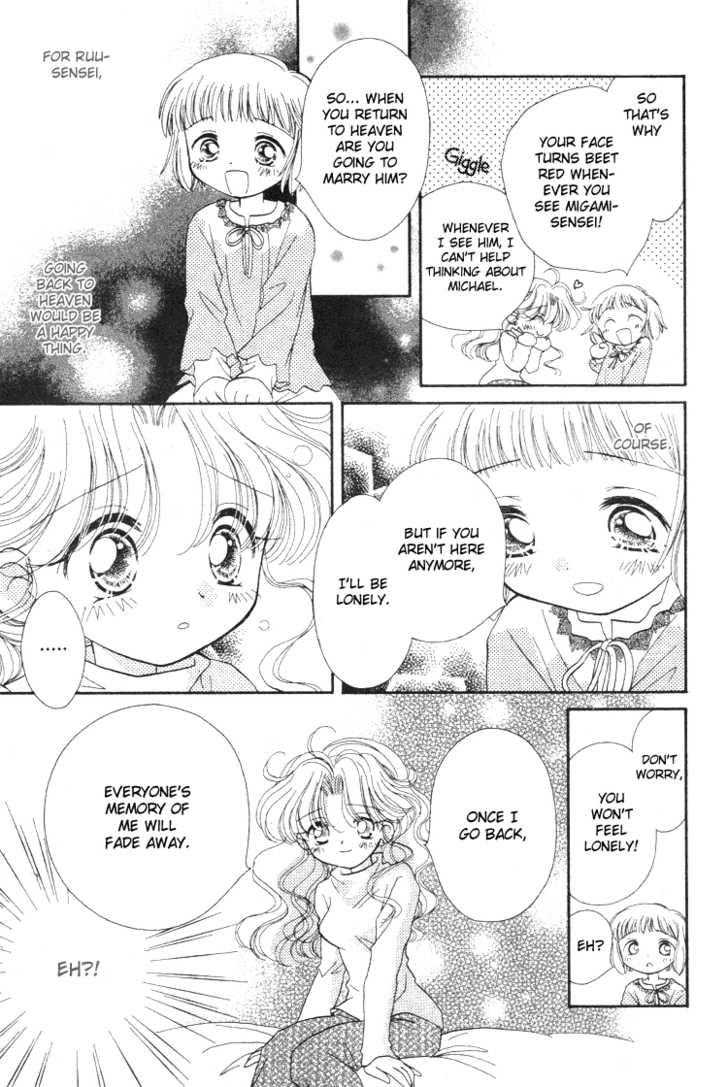 SO
THAT'S
WHY
YOUR FACE
TURNS BEET
RED WHEN-
EVER YOU
SEE MIGAMI-
SENSEI!
Giggle
WHENEVER
I SEE HIM, I
CAN'T HELP
THINKING ABOUT
MICHAEL.
SO... WHEN
YOU RETURN
TO HEAVEN
ARE YOU
GOING TO
MARRY HIM?
FOR RUU-
SENSEI,
GOING
BACK TO
HEAVEN
WOULD BE
A HAPPY
THING.
OF
COURSE.
BUT IF YOU
AREN'T HERE
ANYMORE,
I'LL BE
LONELY.
.....
DON'T
WORRY,
YOU
WON'T
FEEL
LONELY!
EH?
ONCE I
GO BACK,
EVERYONE'S
MEMORY OF
ME WILL
FADE AWAY.
EH?!